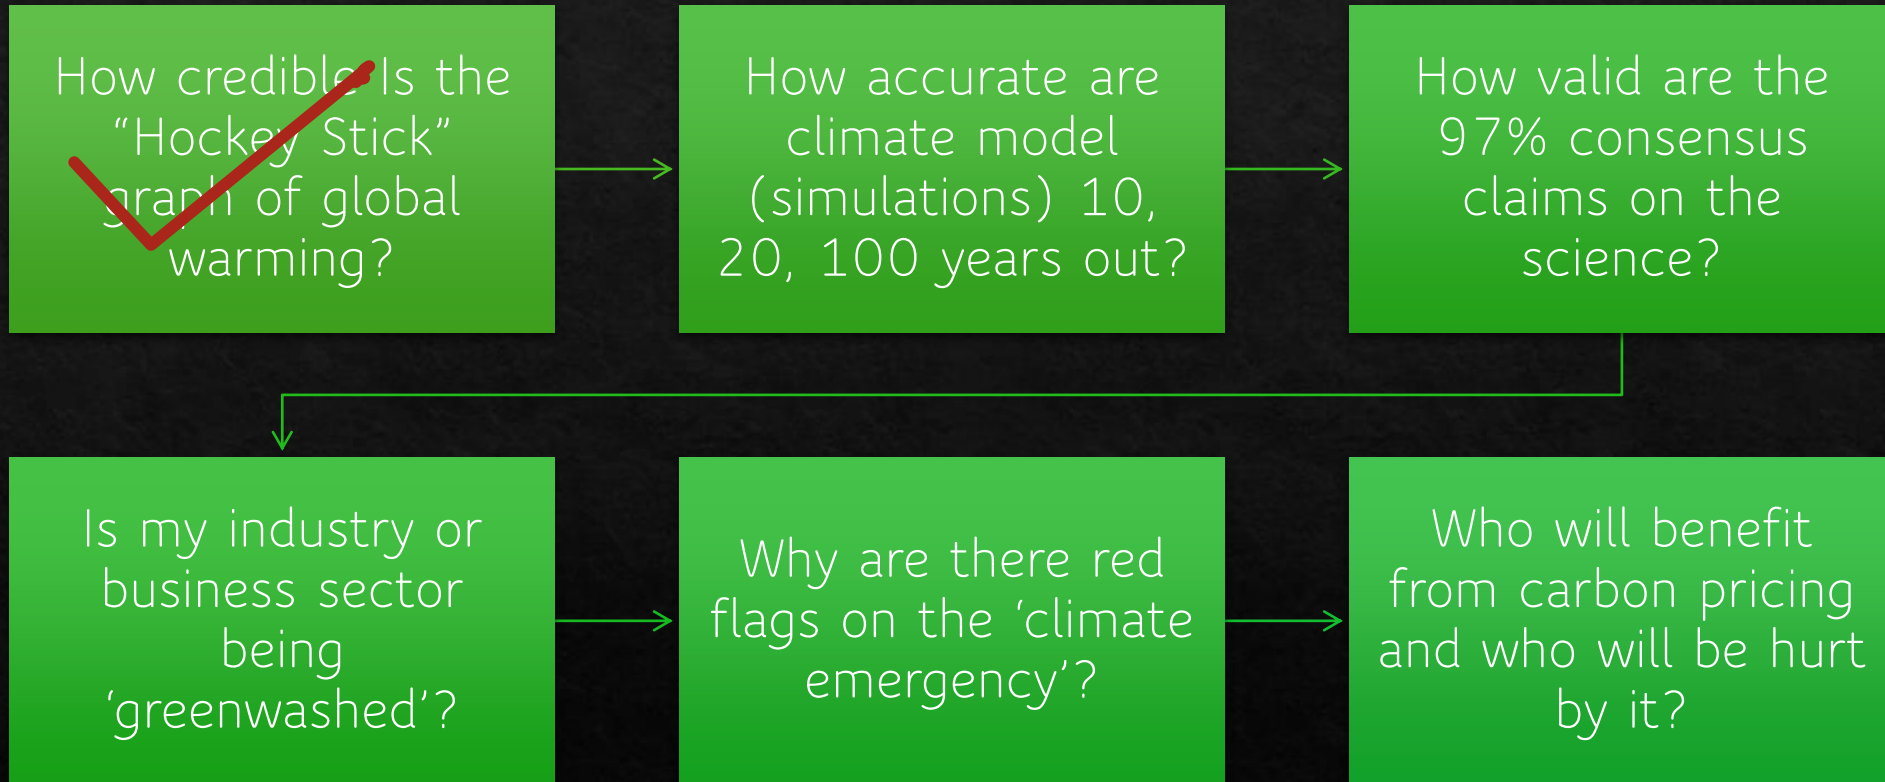 How credible Is the
“Hockey Stick”
graph of global
warming?
How accurate are
climate model
(simulations) 10,
20, 100 years out?
How valid are the
97% consensus
claims on the
science?
Is my industry or
business sector
being
‘greenwashed’?
Why are there red
flags on the ‘climate
emergency’?
Who will benefit
from carbon pricing
and who will be hurt
by it?